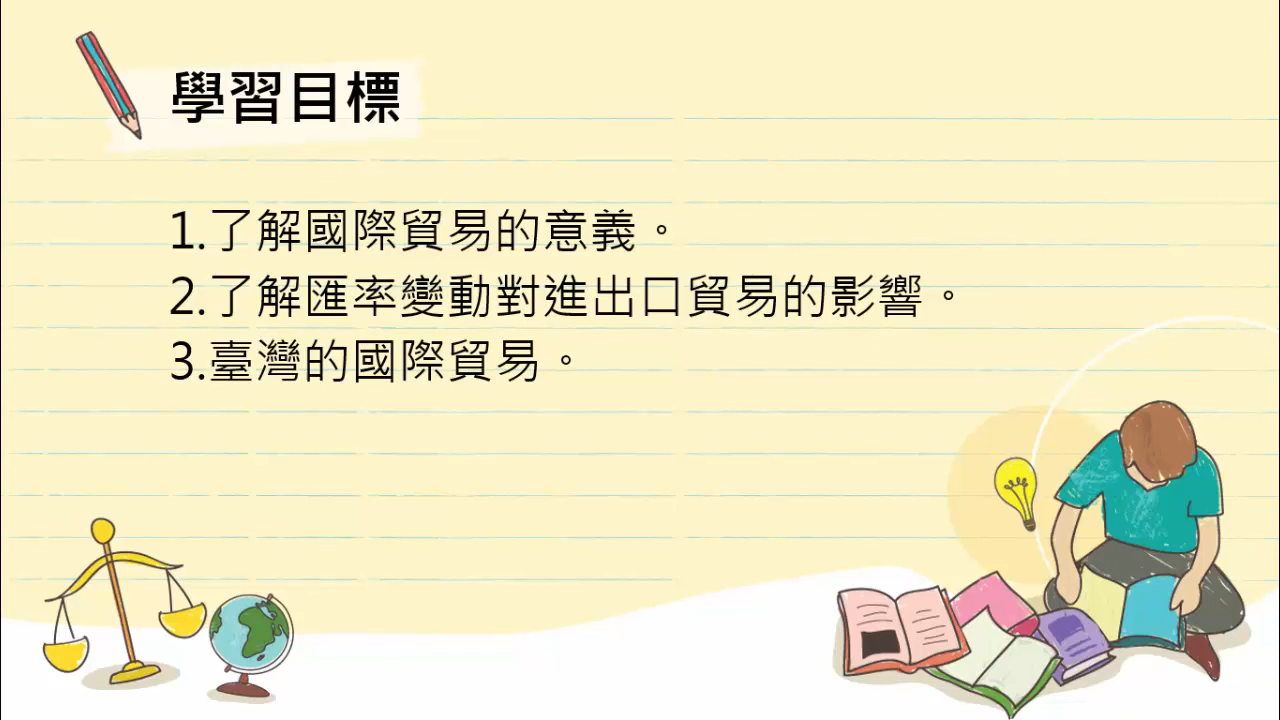 學習目標
1.了解國際貿易的意義。
2.了解匯率變動對進出口貿易的影響。
3.臺灣的國際貿易。